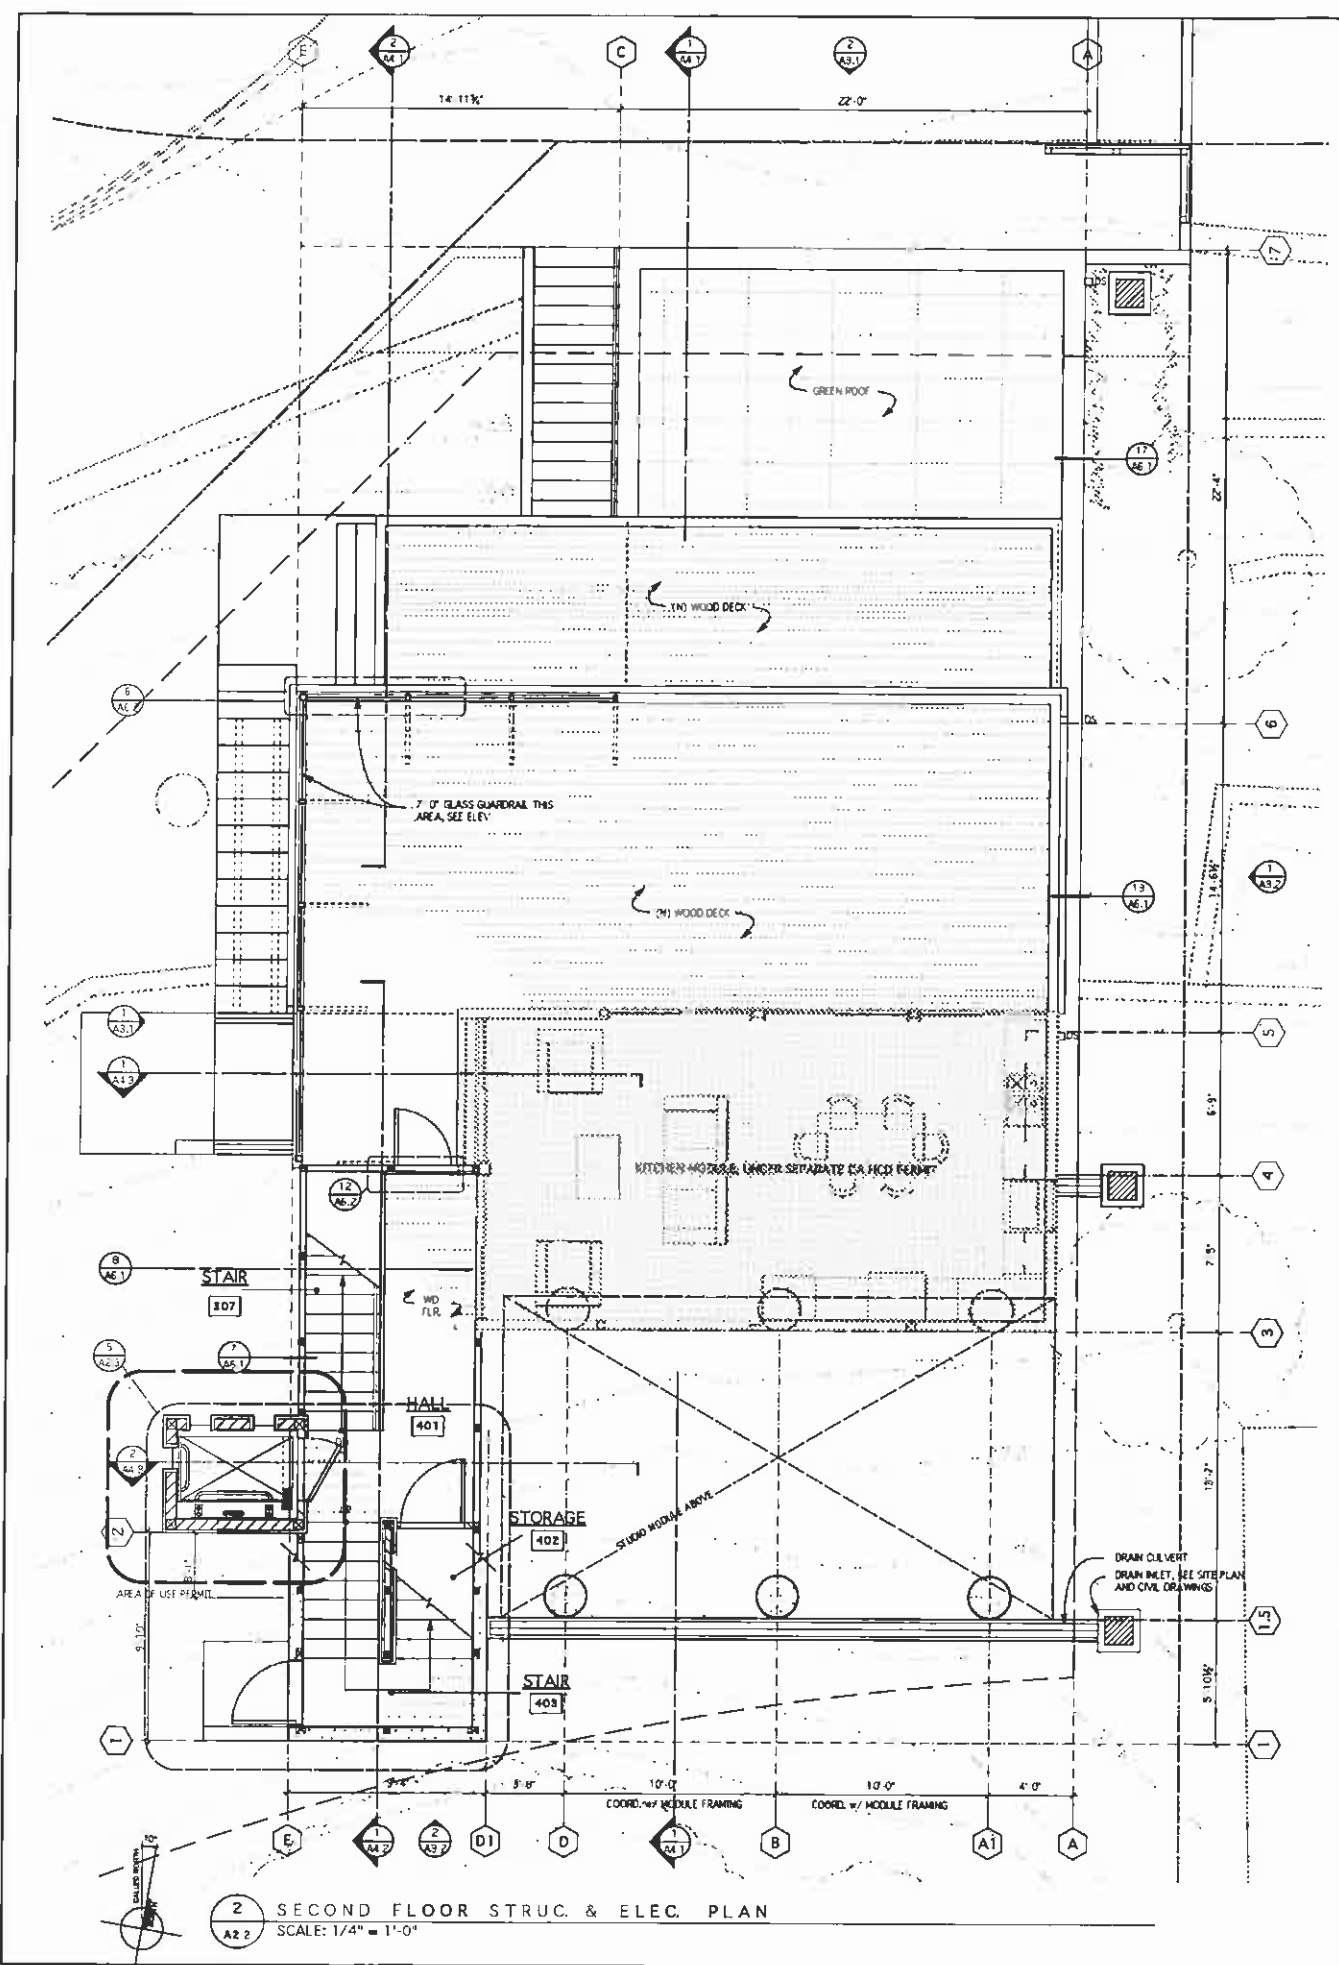 E
2
A4.1
C
1
A4.1
2
A3.1
A
14'-11¾"
22'-0"
7
DS
GREEN ROOF
17
A6.1
22'-4"
(N) WOOD DECK
6
6
7'-0" GLASS GUARDRAIL THIS
AREA, SEE ELEV
14'-6½"
1
A3.2
13
A6.1
(N) WOOD DECK
1
A3.1
5
DS
1
A4.3
6'-9"
KITCHEN MODULE, UNDER SEPARATE CA HCD PERMIT
4
12
A6.2
8
A6.1
STAIR
307
WD
FLR.
7'-5"
3
5
A2.3
7
A6.1
HALL
401
2
A4.3
STUDIO MODULE ABOVE
STORAGE
402
2
DRAIN CULVERT
DRAIN INLET, SEE SITE PLAN
AND CIVIL DRAWINGS
AREA OF USE PERMIT
9'-10"
1.5
STAIR
403
5'-10½"
1
1
9'-4"
3'-8"
10'-0"
10'-0"
4'-0"
COORD. w/ MODULE FRAMING
COORD. w/ MODULE FRAMING
E
1
A4.2
2
A3.2
D1
D
1
A4.1
B
A1
A
CALLED NORTH
2
A2.2
SECOND FLOOR STRUC. & ELEC. PLAN
SCALE: 1/4" = 1'-0"